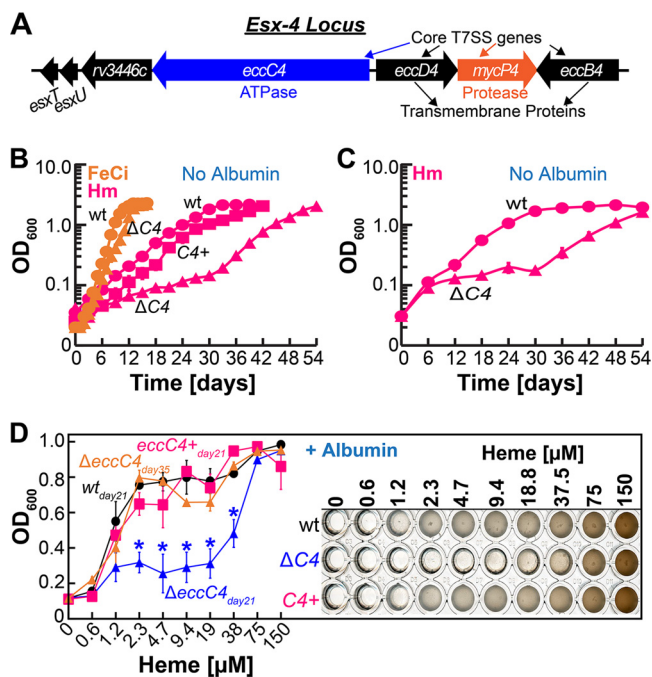 A
Esx-4 Locus
Core T7SS genes
esxT
esxU
rv3446c
eccC4
eccD4
mycP4
eccB4
ATPase
Protease
Transmembrane Proteins
B
FeCi
Hm
No Albumin
wt
ΔC4
wt
C4+
ΔC4
OD600
10.0
1.0
0.1
0
0 6 12 18 24 30 36 42 48 54
Time [days]
C
Hm
No Albumin
wt
ΔC4
OD600
10.0
1.0
0.1
0
0 6 12 18 24 30 36 42 48 54
Time [days]
D
eccC4+day21
ΔeccC4day35
wtday21
* * * * *
ΔeccC4day21
OD600
1.0
0.8
0.6
0.4
0.2
0
0 0.6 1.2 2.3 4.7 9.4 19 38 75 150
Heme [µM]
+ Albumin
Heme [µM]
0 0.6 1.2 2.3 4.7 9.4 18.8 37.5 75 150
wt
ΔC4
C4+